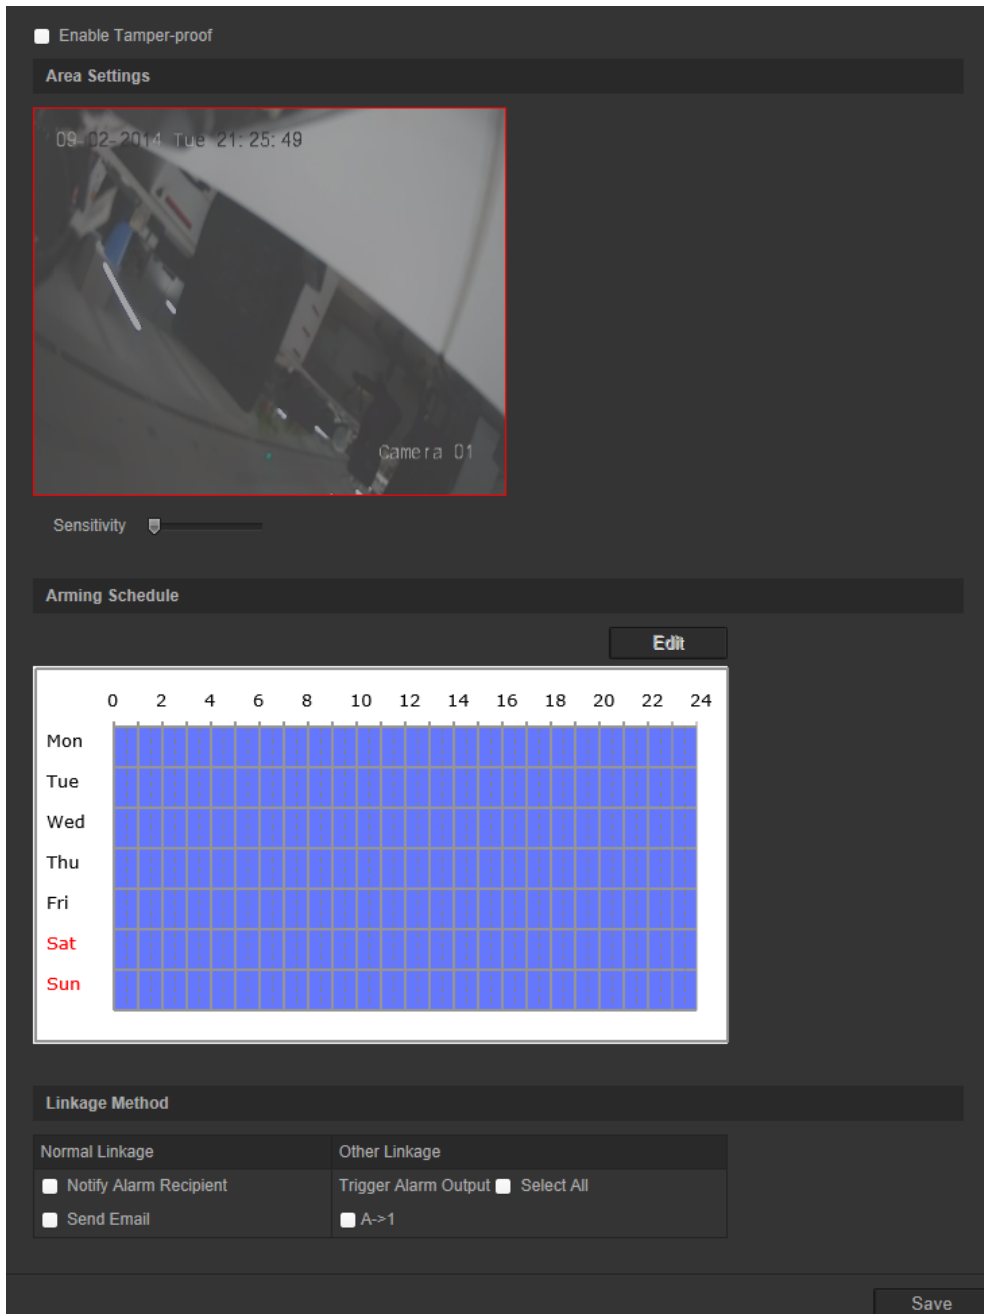 Enable Tamper-proof
Area Settings
09-02-2014 Tue 21:25:49
Camera 01
Sensitivity
Arming Schedule
Edit
0 2 4 6 8 10 12 14 16 18 20 22 24
Mon
Tue
Wed
Thu
Fri
Sat
Sun
Linkage Method
Normal Linkage Other Linkage
Notify Alarm Recipient Trigger Alarm Output Select All
Send Email A->1
Save